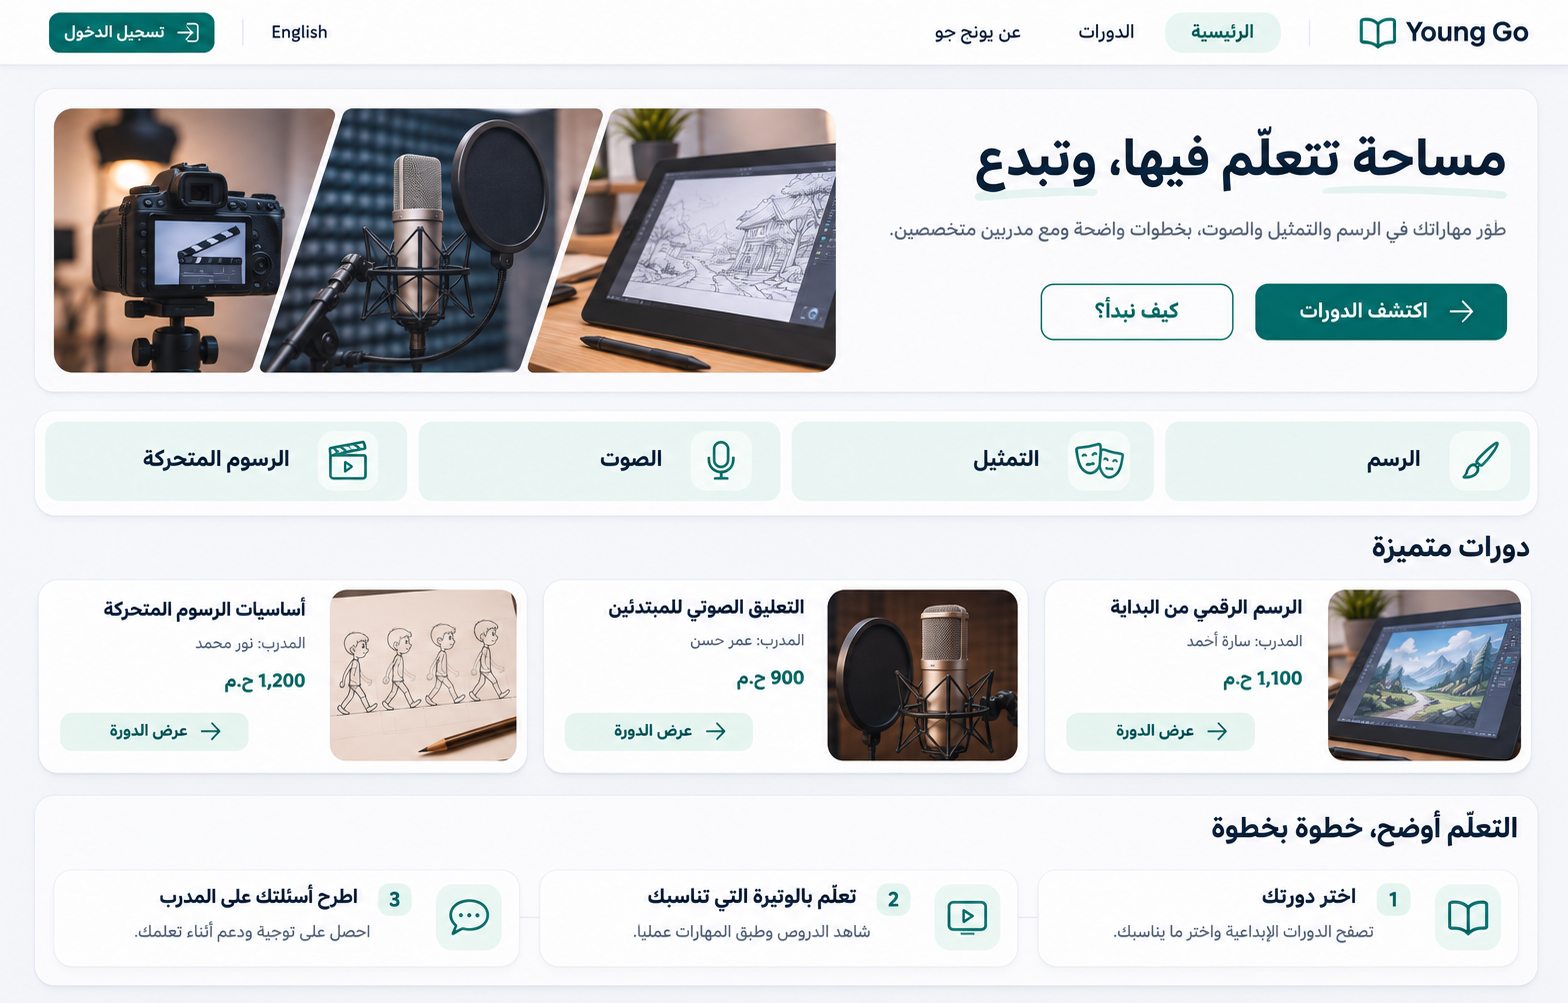 Young Go
الرئيسية
الدورات
عن يونج جو
English
تسجيل الدخول
مساحة تتعلّم فيها، وتبدع
طوّر مهاراتك في الرسم والتمثيل والصوت، بخطوات واضحة ومع مدربين متخصصين.
اكتشف الدورات
كيف نبدأ؟
الرسم
التمثيل
الصوت
الرسوم المتحركة
دورات متميزة
الرسم الرقمي من البداية
المدرب: سارة أحمد
1,100 ج.م
عرض الدورة
التعليق الصوتي للمبتدئين
المدرب: عمر حسن
900 ج.م
عرض الدورة
أساسيات الرسوم المتحركة
المدرب: نور محمد
1,200 ج.م
عرض الدورة
التعلّم أوضح، خطوة بخطوة
1 اختر دورتك
تصفح الدورات الإبداعية واختر ما يناسبك.
2 تعلّم بالوتيرة التي تناسبك
شاهد الدروس وطبق المهارات عمليا.
3 اطرح أسئلتك على المدرب
احصل على توجية ودعم أثناء تعلمك.